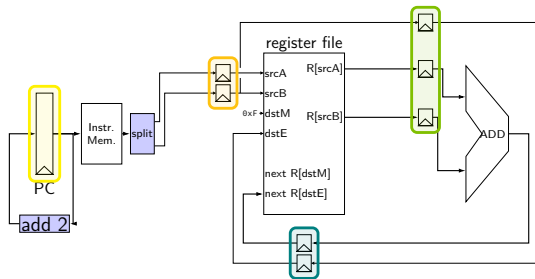 register file
srcA
srcB
0xF
dstM
dstE
R[srcA]
R[srcB]
next R[dstM]
next R[dstE]
Instr.
Mem.
split
PC
add 2
ADD